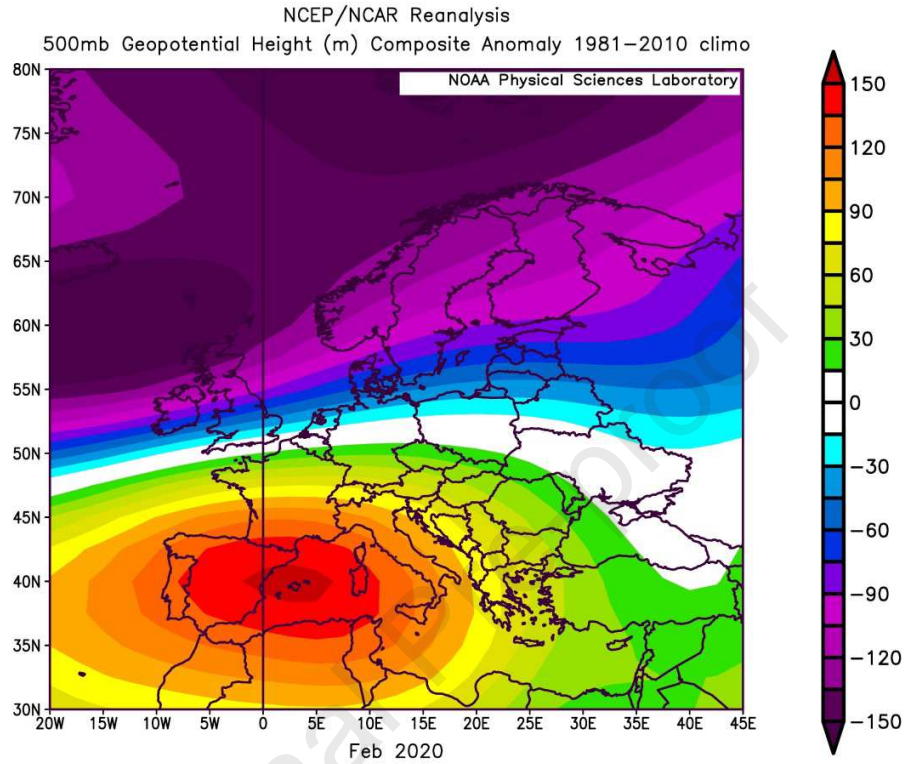 NCEP/NCAR Reanalysis
500mb Geopotential Height (m) Composite Anomaly 1981-2010 climo
NOAA Physical Sciences Laboratory
80N
75N
70N
65N
60N
55N
50N
45N
40N
35N
30N
20W 15W 10W 5W 0 5E 10E 15E 20E 25E 30E 35E 40E 45E
Feb 2020
150
120
90
60
30
0
-30
-60
-90
-120
-150